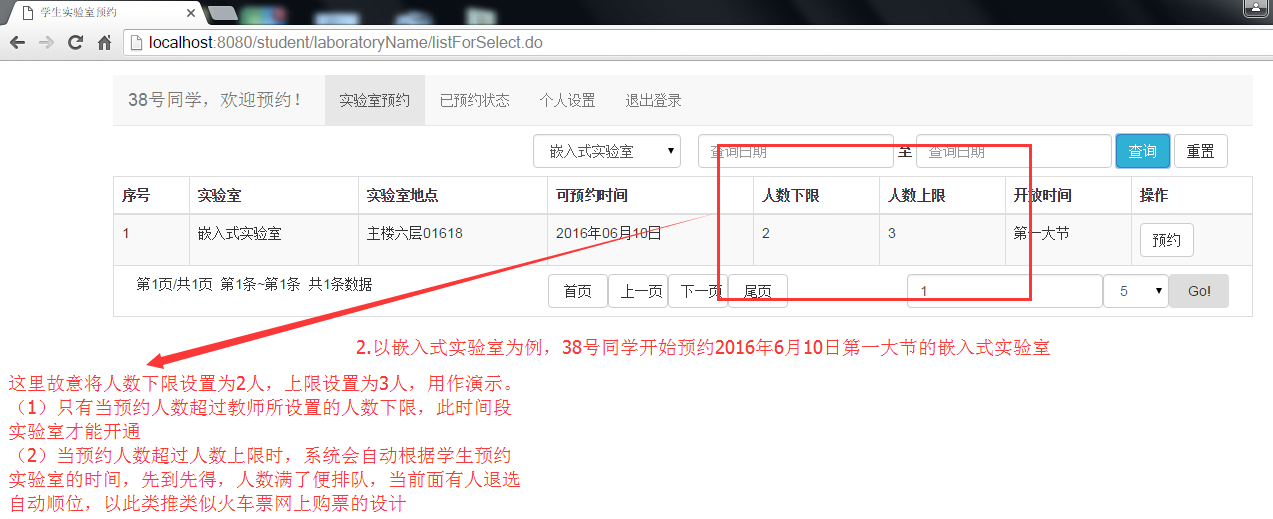 学生实验室预约
localhost:8080/student/laboratoryName/listForSelect.do
38号同学，欢迎预约！ 实验室预约 已预约状态 个人设置 退出登录
嵌入式实验室 查询日期 至 查询日期 查询 重置
序号 实验室 实验室地点 可预约时间 人数下限 人数上限 开放时间 操作
1 嵌入式实验室 主楼六层01618 2016年06月10日 2 3 第一大节 预约
第1页/共1页 第1条~第1条 共1条数据 首页 上一页 下一页 尾页 1 5 Go!
2.以嵌入式实验室为例，38号同学开始预约2016年6月10日第一大节的嵌入式实验室
这里故意将人数下限设置为2人，上限设置为3人，用作演示。
（1）只有当预约人数超过教师所设置的人数下限，此时间段
实验室才能开通
（2）当预约人数超过人数上限时，系统会自动根据学生预约
实验室的时间，先到先得，人数满了便排队，当前面有人退选
自动顺位，以此类推类似火车票网上购票的设计